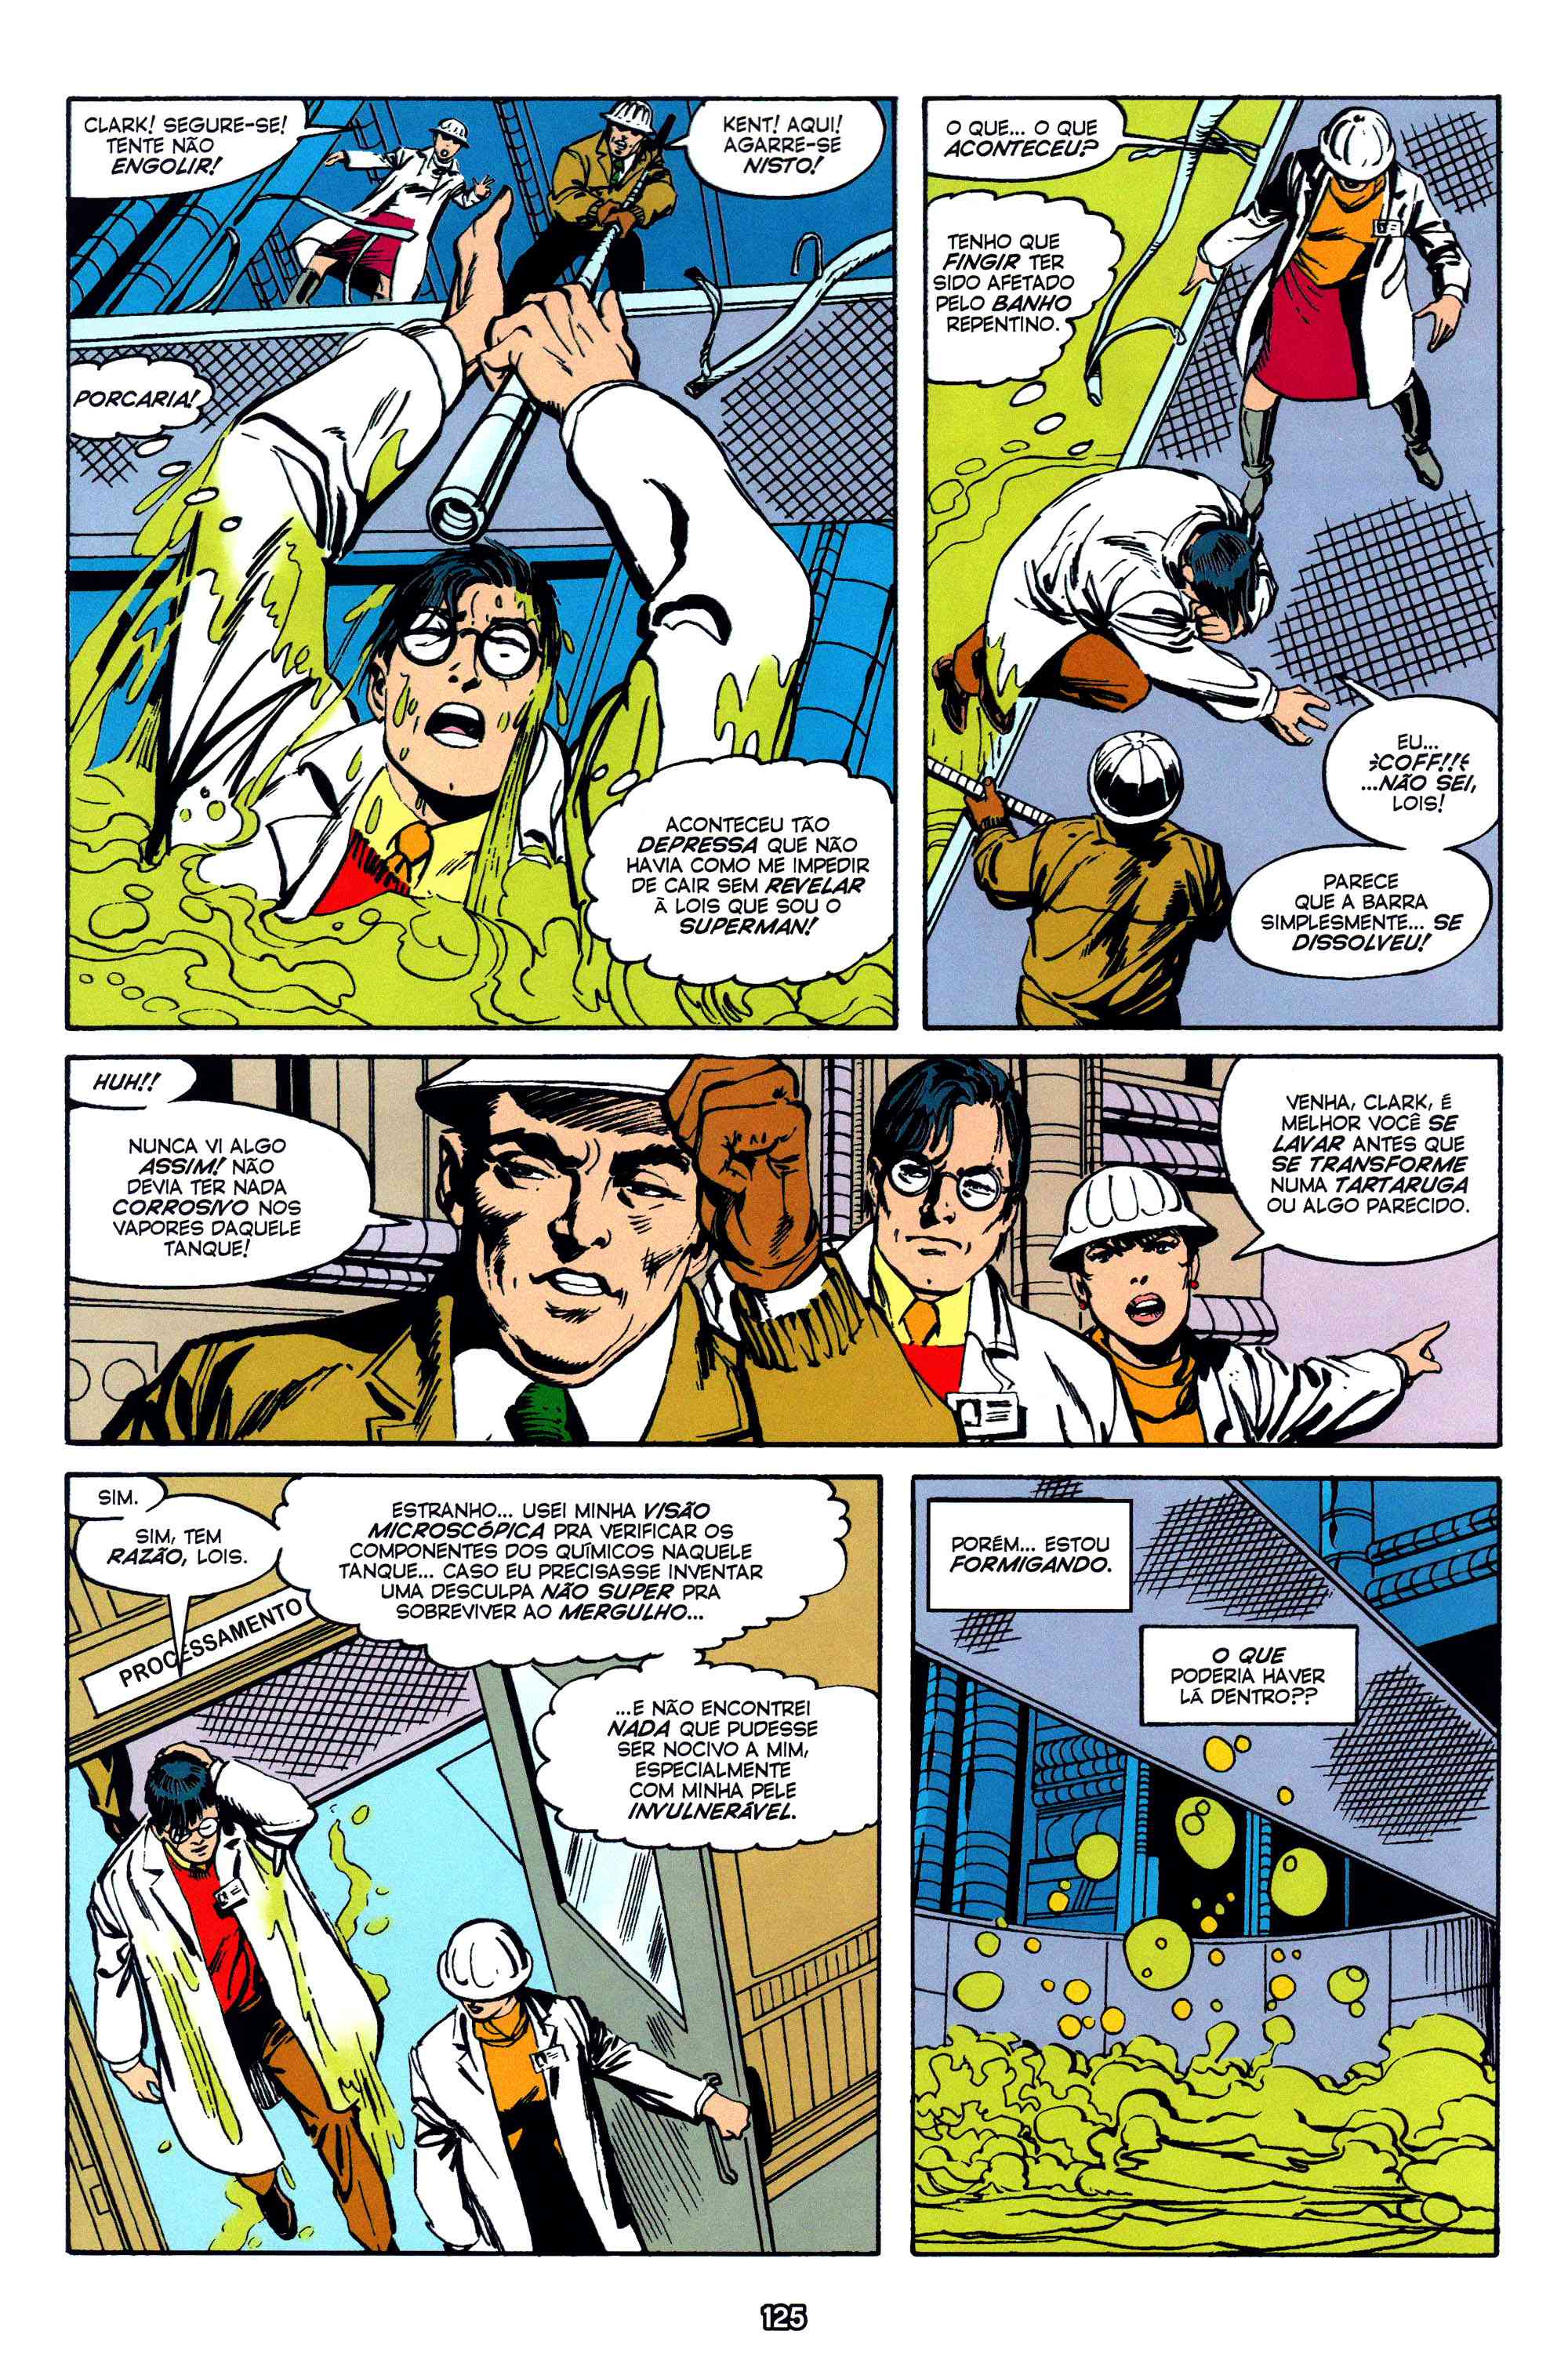 CLARK! SEGURE-SE!
TENTE NÃO
ENGOLIR!
KENT! AQUI!
AGARRE-SE
NISTO!
PORCARIA!
ACONTECEU TÃO
DEPRESSA QUE NÃO
HAVIA COMO ME IMPEDIR
DE CAIR SEM REVELAR
À LOIS QUE SOU O
SUPERMAN!
O QUE... O QUE
ACONTECEU?
TENHO QUE
FINGIR TER
SIDO AFETADO
PELO BANHO
REPENTINO.
EU...
COFF!!!
...NÃO SEI,
LOIS!
PARECE
QUE A BARRA
SIMPLESMENTE... SE
DISSOLVEU!
HUH!!
NUNCA VI ALGO
ASSIM! NÃO
DEVIA TER NADA
CORROSIVO NOS
VAPORES DAQUELE
TANQUE!
VENHA, CLARK, É
MELHOR VOCÊ SE
LAVAR ANTES QUE
SE TRANSFORME
NUMA TARTARUGA
OU ALGO PARECIDO.
SIM.
SIM, TEM
RAZÃO, LOIS.
ESTRANHO... USEI MINHA VISÃO
MICROSCÓPICA PRA VERIFICAR OS
COMPONENTES DOS QUÍMICOS NAQUELE
TANQUE... CASO EU PRECISASSE INVENTAR
UMA DESCULPA NÃO SUPER PRA
SOBREVIVER AO MERGULHO...
PROCESSAMENTO
...E NÃO ENCONTREI
NADA QUE PUDESSE
SER NOCIVO A MIM,
ESPECIALMENTE
COM MINHA PELE
INVULNERÁVEL.
PORÉM... ESTOU
FORMIGANDO.
O QUE
PODERIA HAVER
LÁ DENTRO??
125